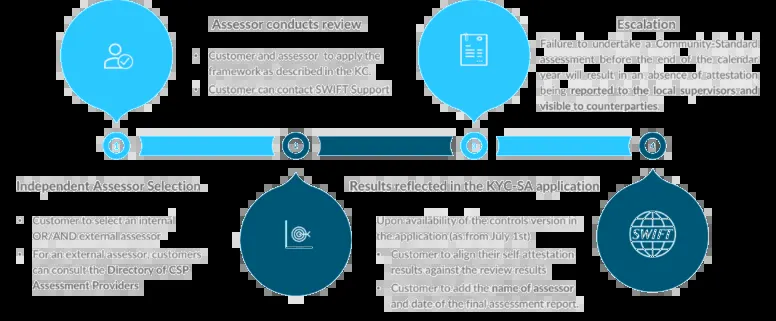 Assessor conducts review
• Customer and assessor to apply the
framework as described in the KC.
• Customer can contact SWIFT Support
Escalation
Failure to undertake a Community-Standard
assessment before the end of the calendar
year will result in an absence of attestation
being reported to the local supervisors and
visible to counterparties.
Independent Assessor Selection
• Customer to select an internal
OR/AND external assessor
• For an external assessor, customers
can consult the Directory of CSP
Assessment Providers
Results reflected in the KYC-SA application
Upon availability of the controls version in
the application (as from July 1st)
• Customer to align their self-attestation
results against the review results
• Customer to add the name of assessor
and date of the final assessment report.
SWIFT